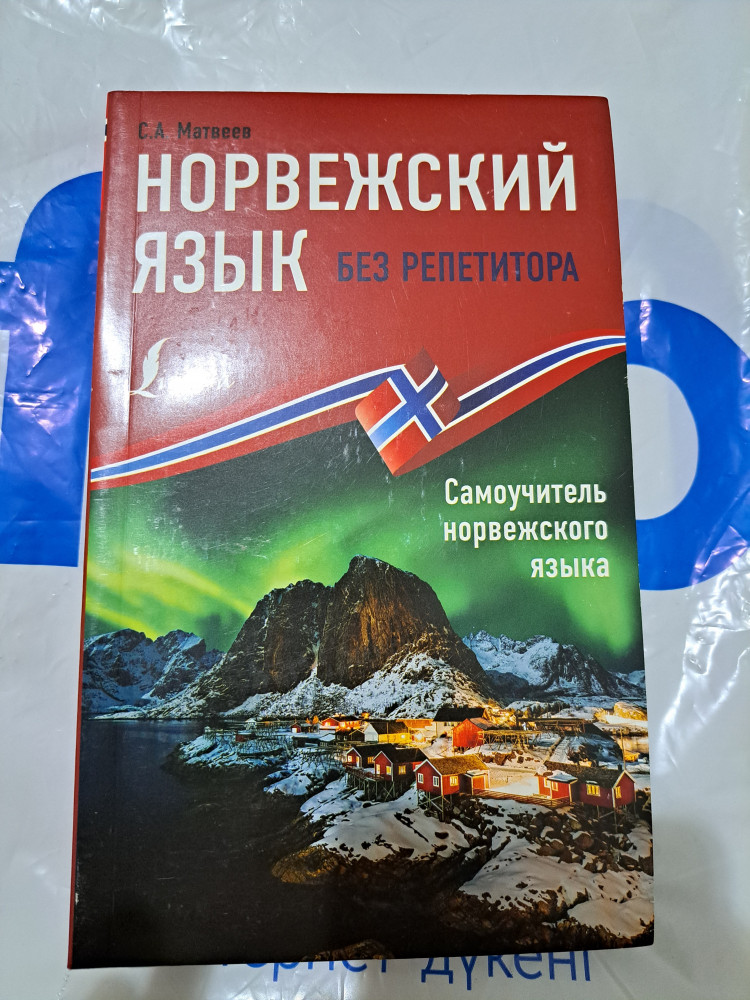 С.А. Матвеев
НОРВЕЖСКИЙ
ЯЗЫК БЕЗ РЕПЕТИТОРА
Самоучитель
норвежского
языка
дүкені